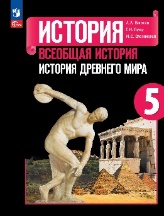 ИСТОРИЯ
ВСЕОБЩАЯ ИСТОРИЯ
ИСТОРИЯ ДРЕВНЕГО МИРА
5